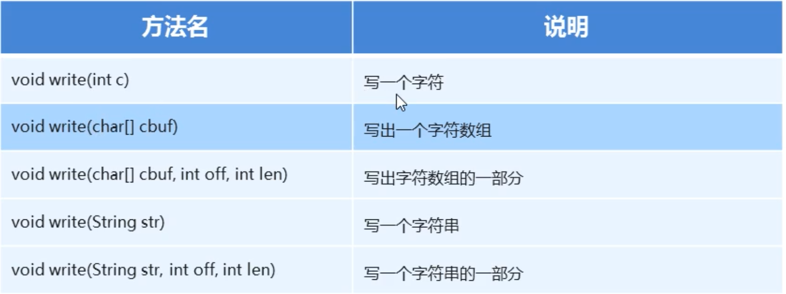 方法名
说明
void write(int c)
写一个字符
void write(char[] cbuf)
写出一个字符数组
void write(char[] cbuf, int off, int len)
写出字符数组的一部分
void write(String str)
写一个字符串
void write(String str, int off, int len)
写一个字符串的一部分